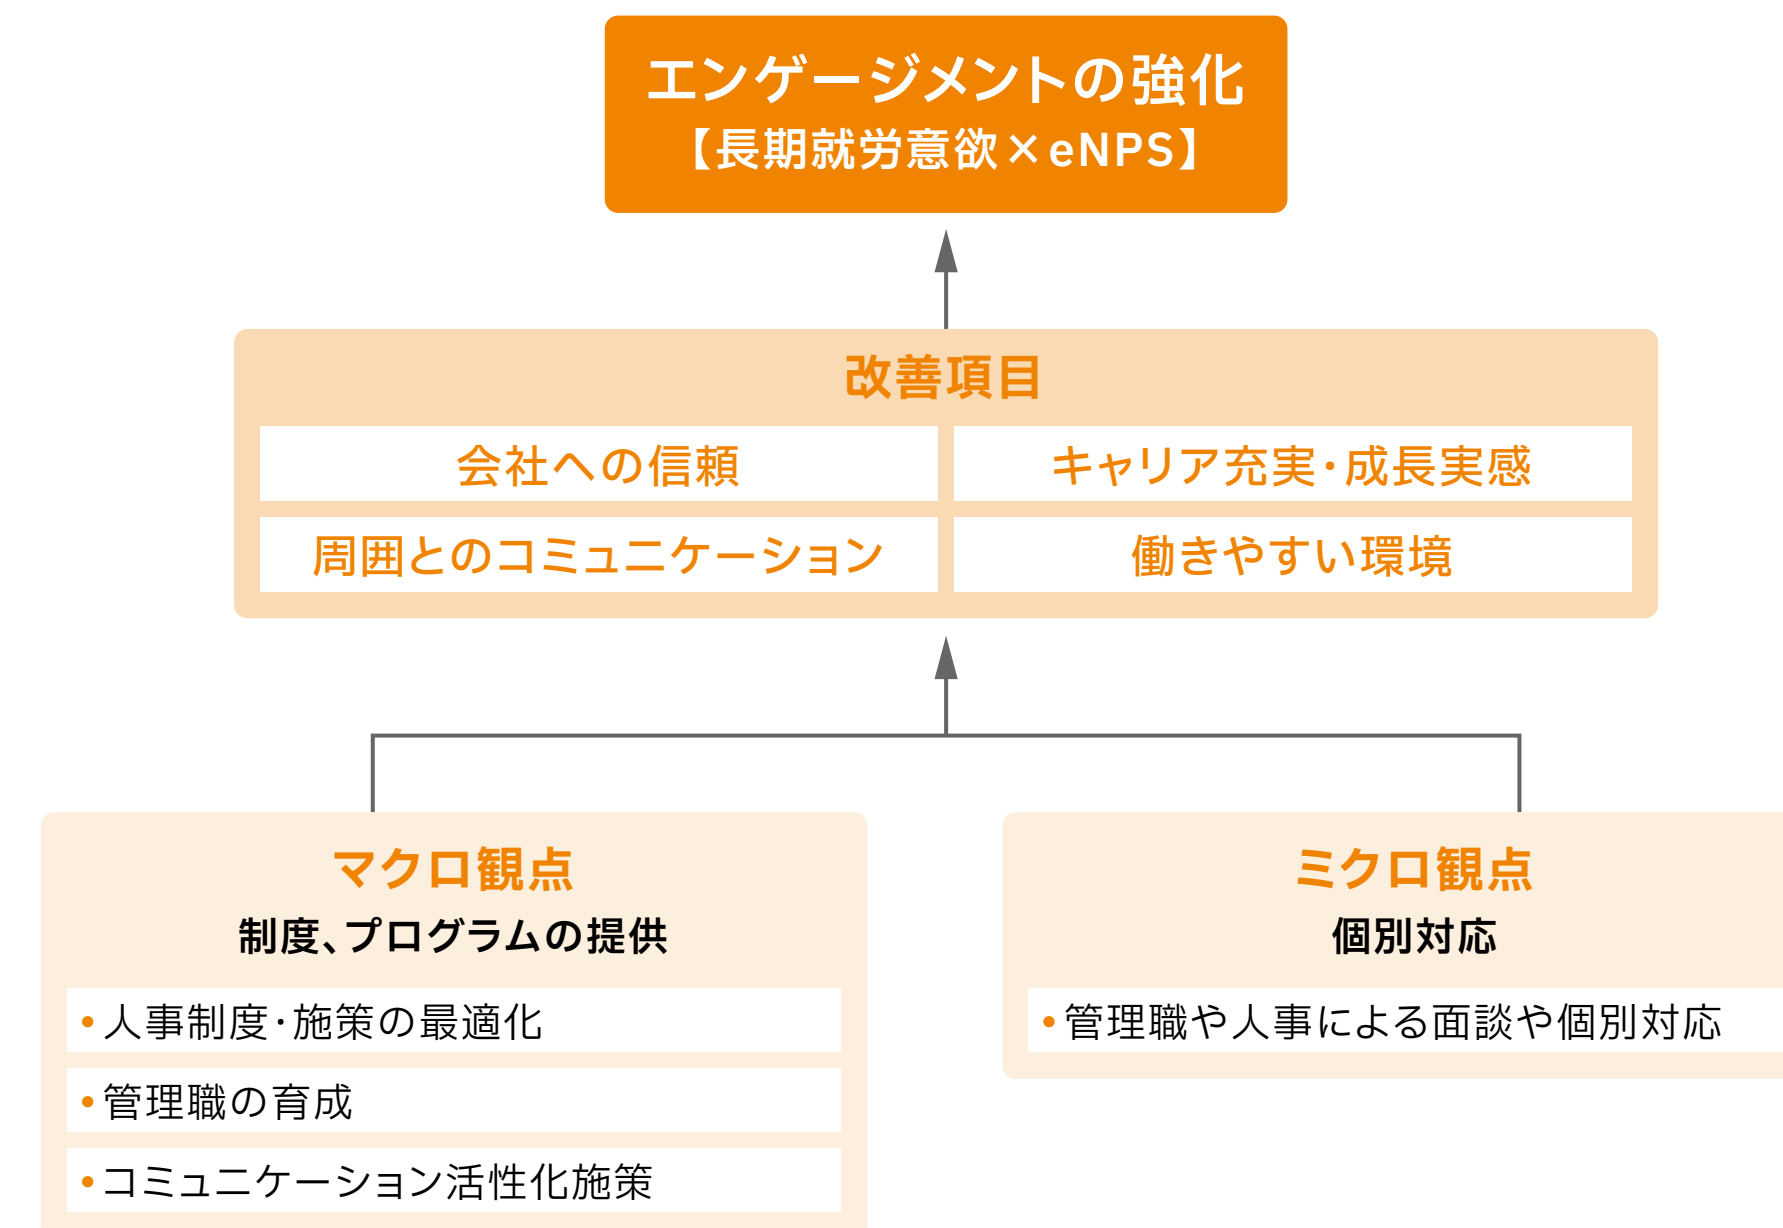 エンゲージメントの強化
【長期就労意欲×eNPS】
改善項目
会社への信頼
キャリア充実・成長実感
周囲とのコミュニケーション
働きやすい環境
マクロ観点
制度、プログラムの提供
•人事制度・施策の最適化
•管理職の育成
•コミュニケーション活性化施策
ミクロ観点
個別対応
•管理職や人事による面談や個別対応